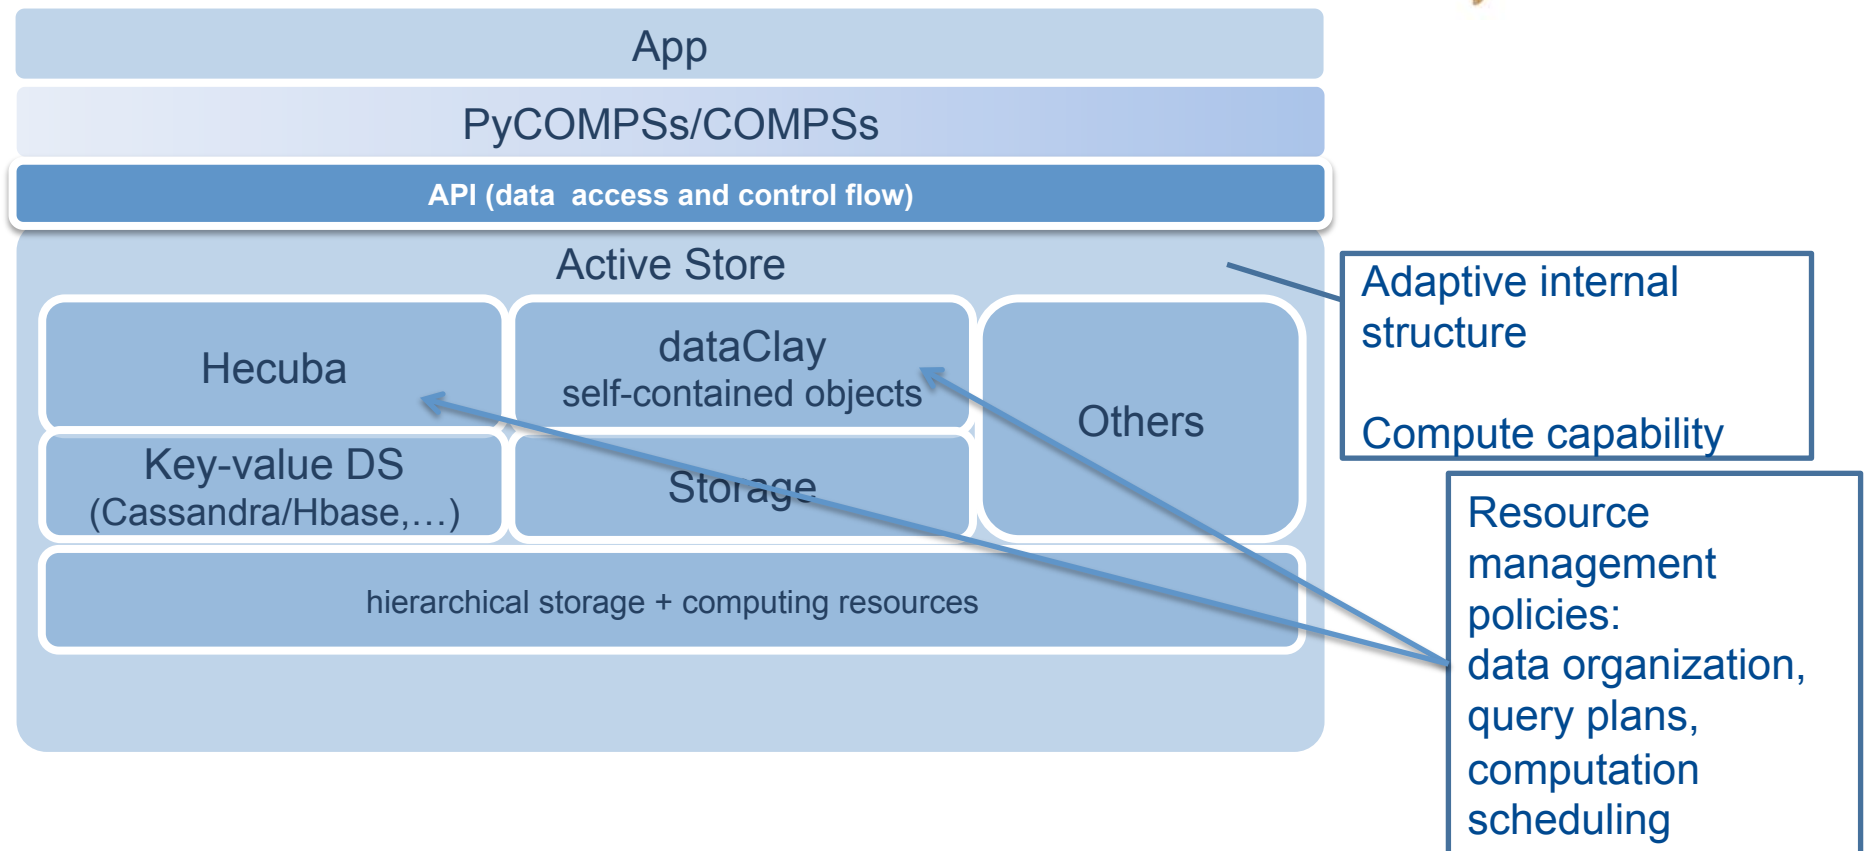 App
PyCOMPSs/COMPSs
API (data  access and control flow)
Active Store
Hecuba
dataClay
self-contained objects
Others
Key-value DS
(Cassandra/Hbase,…)
Storage
hierarchical storage + computing resources
Adaptive internal
structure
Compute capability
Resource
management
policies:
data organization,
query plans,
computation
scheduling